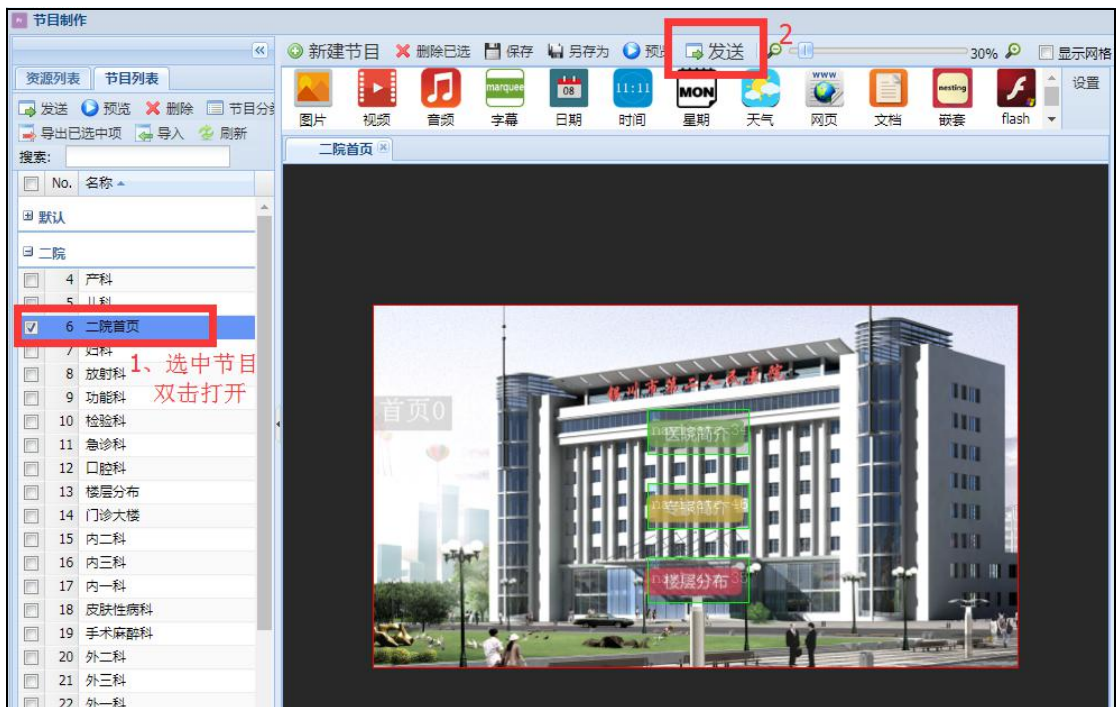 节目制作
新建节目 删除已选 保存 另存为 预览 发送 30% 显示网格
2
资源列表 节目列表
发送 预览 删除 节目分类
导出已选中项 导入 刷新
搜索:
图片 视频 音频 字幕 日期 时间 星期 天气 网页 文档 嵌套 flash 设置
marquee 08 11:11 MON WWW nesting
二院首页
No. 名称
默认
二院
4 产科
5 儿科
6 二院首页
7 妇科
8 放射科
9 功能科
10 检验科
11 急诊科
12 口腔科
13 楼层分布
14 门诊大楼
15 内二科
16 内三科
17 内一科
18 皮肤性病科
19 手术麻醉科
20 外二科
21 外三科
22 外一科
1、选中节目
双击打开
银川市第二人民医院
首页0
医院简介
专家简介
楼层分布